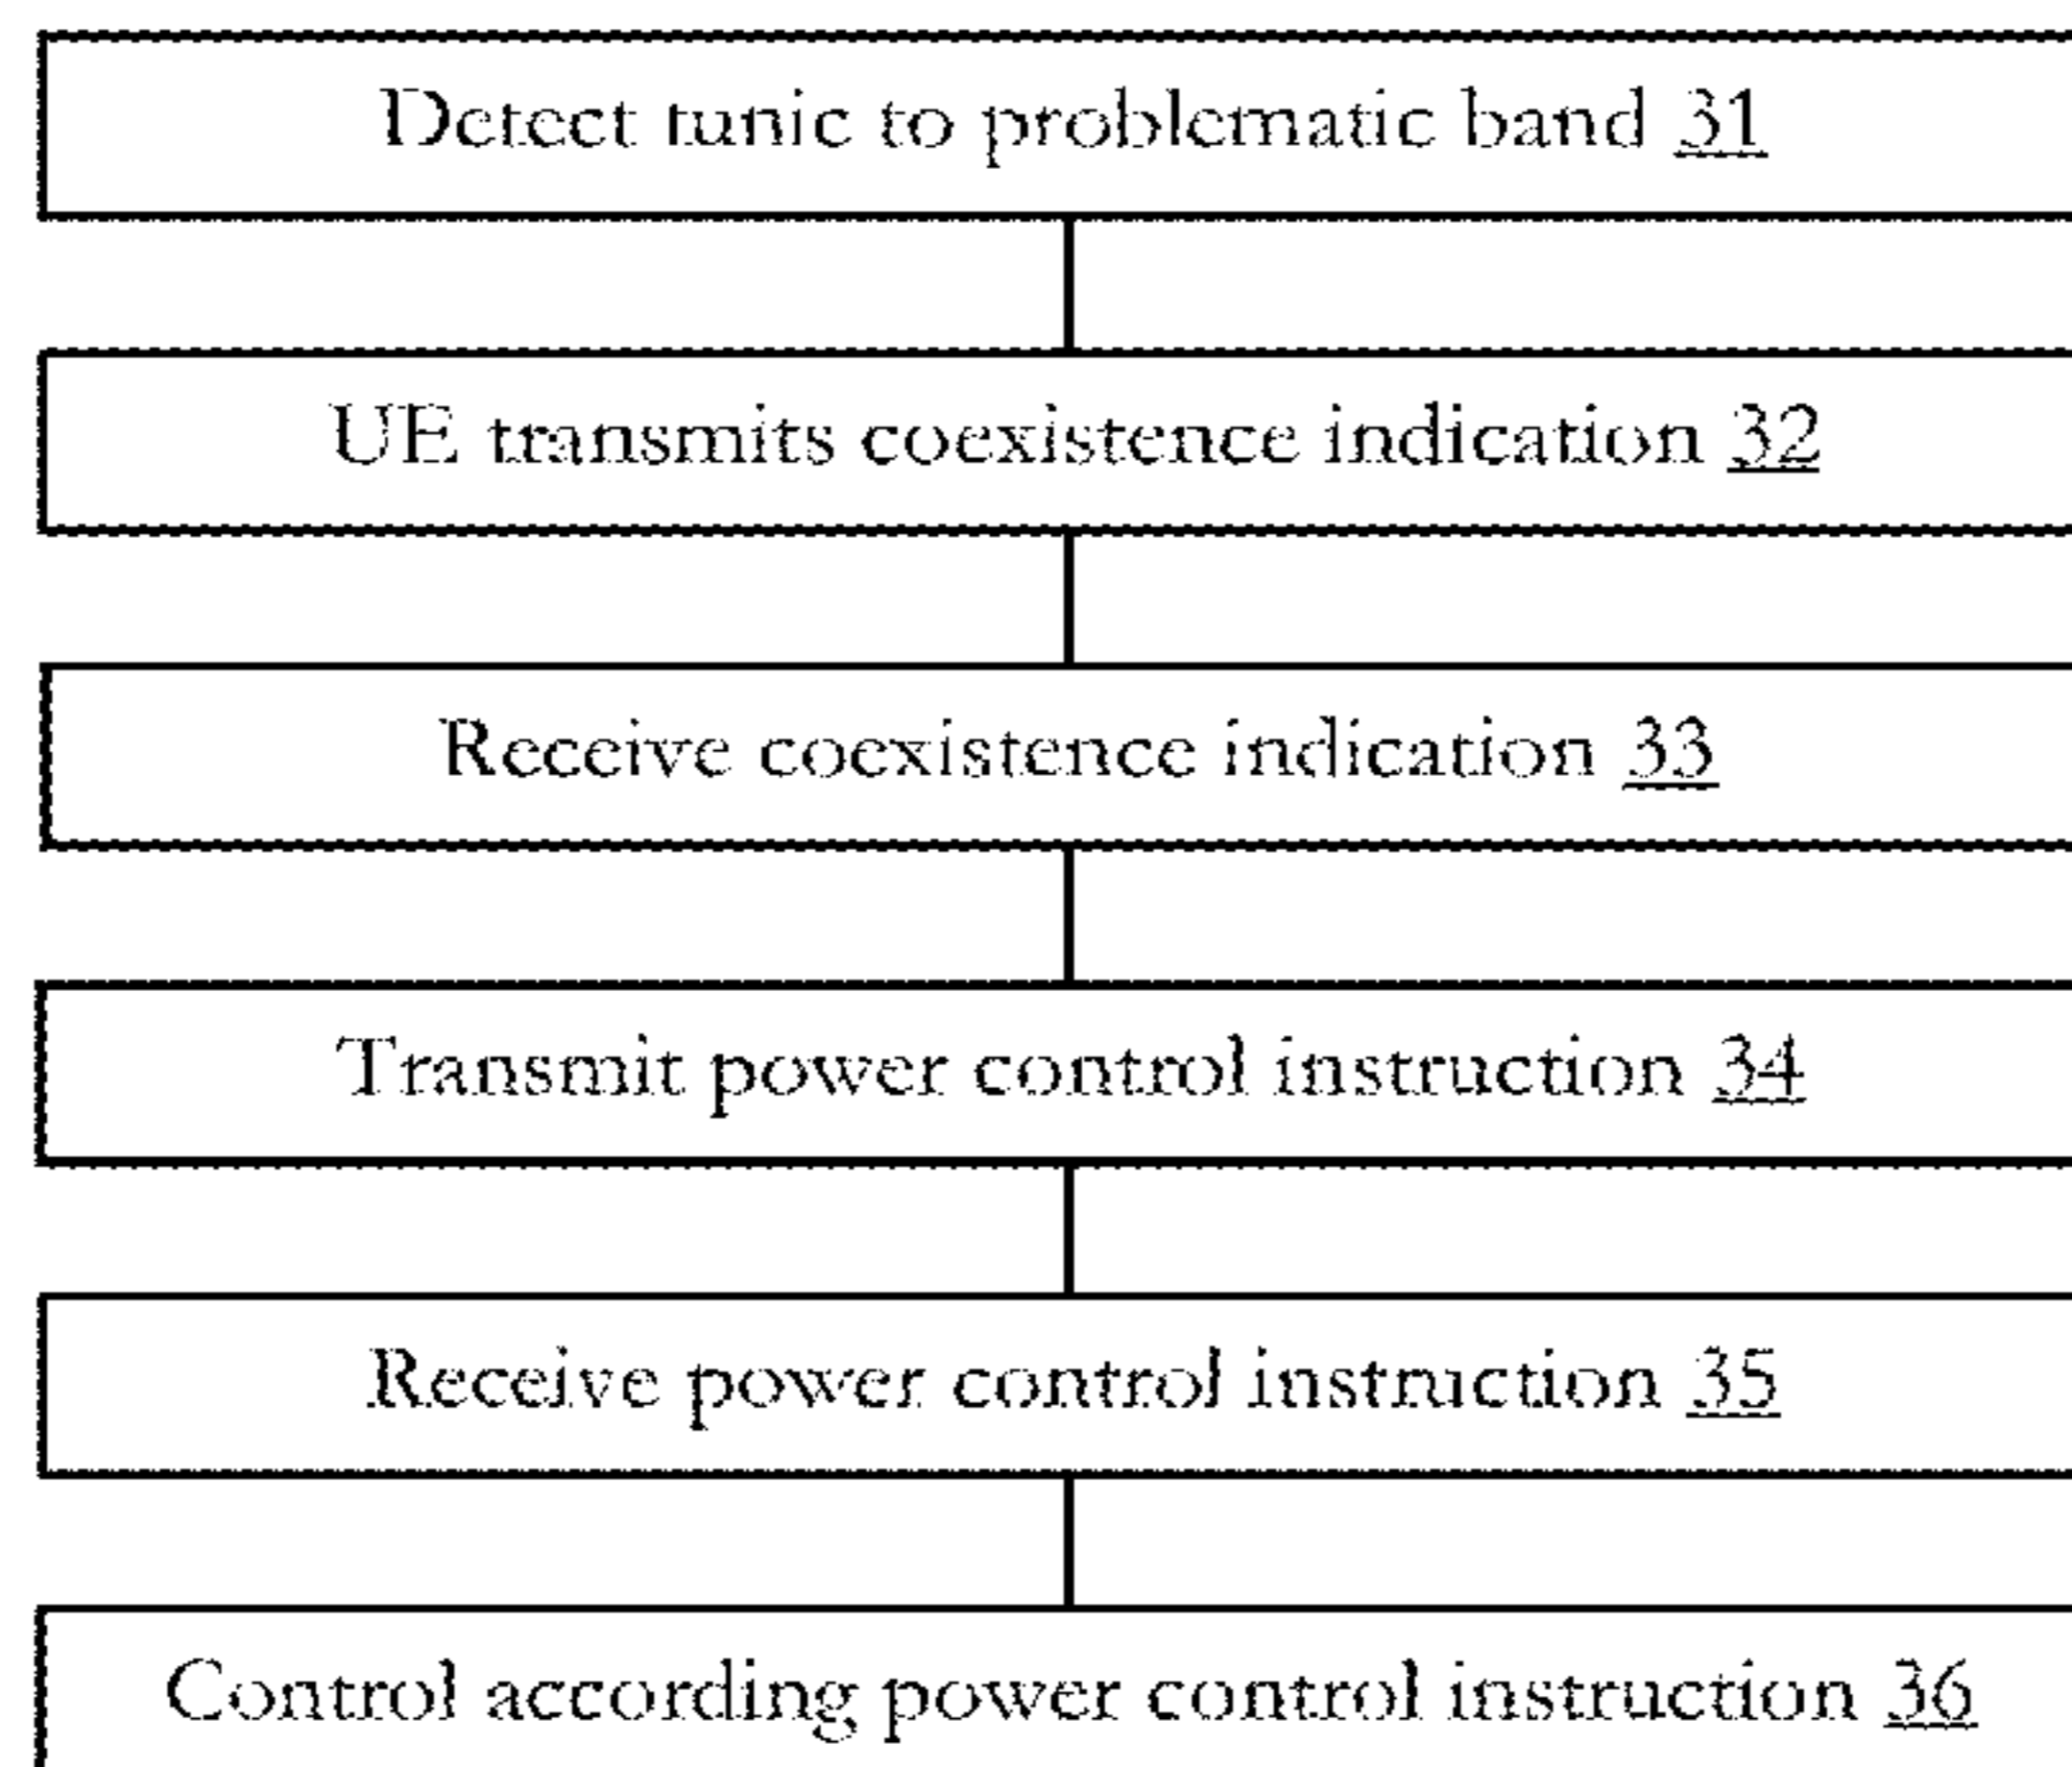 Detect tunic to problematic band 31
UE transmits coexistence indication 32
Receive coexistence indication 33
Transmit power control instruction 34
Receive power control instruction 35
Control according power control instruction 36